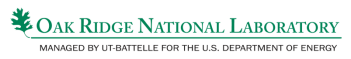 OAK RIDGE NATIONAL LABORATORY
MANAGED BY UT-BATTELLE FOR THE U.S. DEPARTMENT OF ENERGY